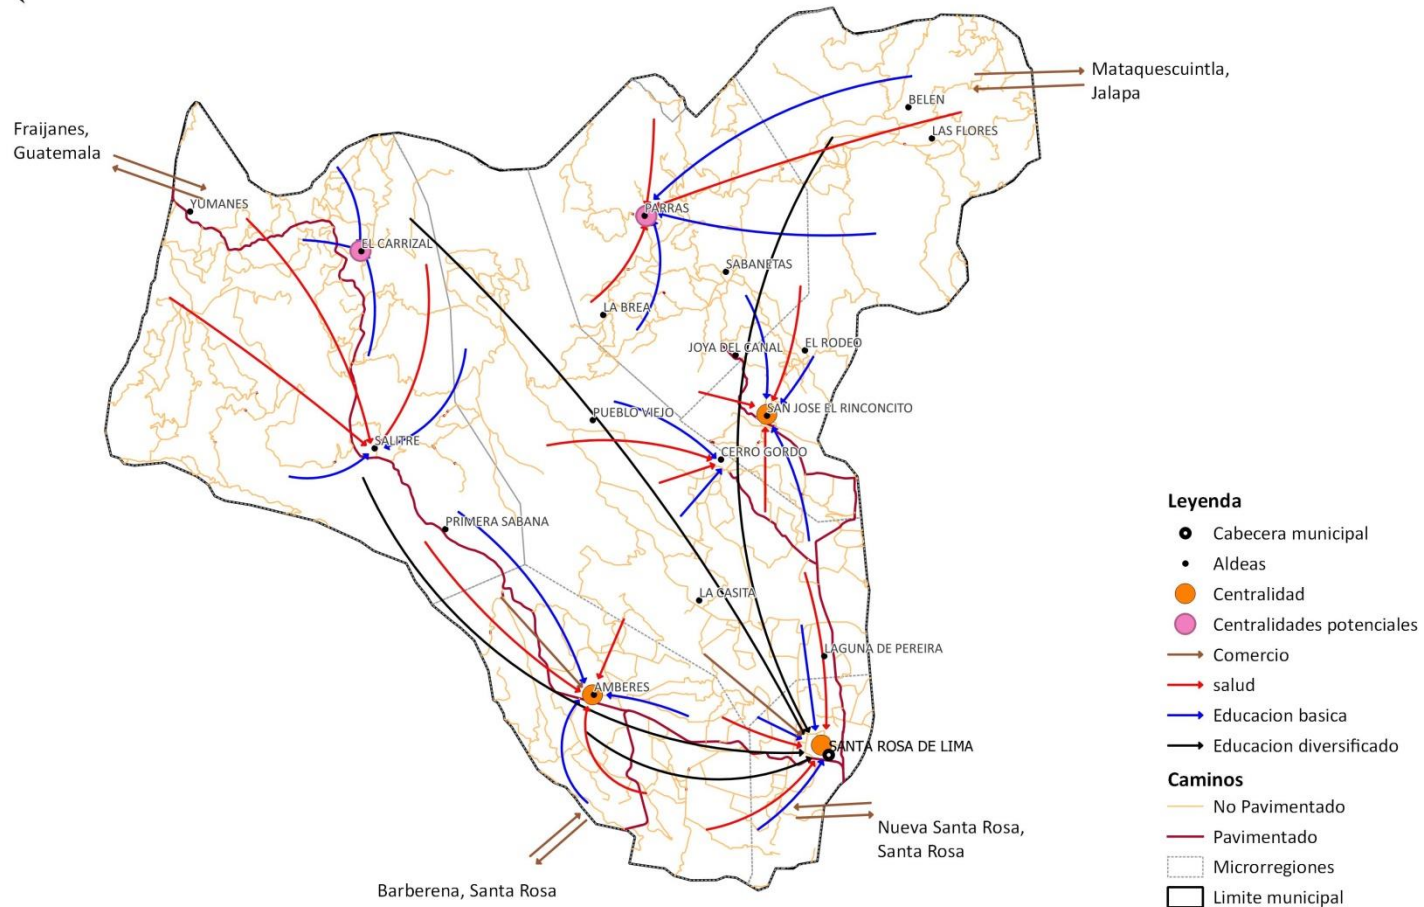 Mataquescuintla,
Jalapa
BELEN
LAS FLORES
Fraijanes,
Guatemala
YUMANES
PARRAS
EL CARRIZAL
SABANETAS
LA BREA
JOYA DEL CANAL
EL RODEO
PUEBLO VIEJO
SAN JOSE EL RINCONCITO
SALITRE
CERRO GORDO
PRIMERA SABANA
LA CASITA
LAGUNA DE PEREIRA
AMBERES
SANTA ROSA DE LIMA
Nueva Santa Rosa,
Santa Rosa
Barberena, Santa Rosa
Leyenda
Cabecera municipal
Aldeas
Centralidad
Centralidades potenciales
Comercio
salud
Educacion basica
Educacion diversificado
Caminos
No Pavimentado
Pavimentado
Microrregiones
Limite municipal